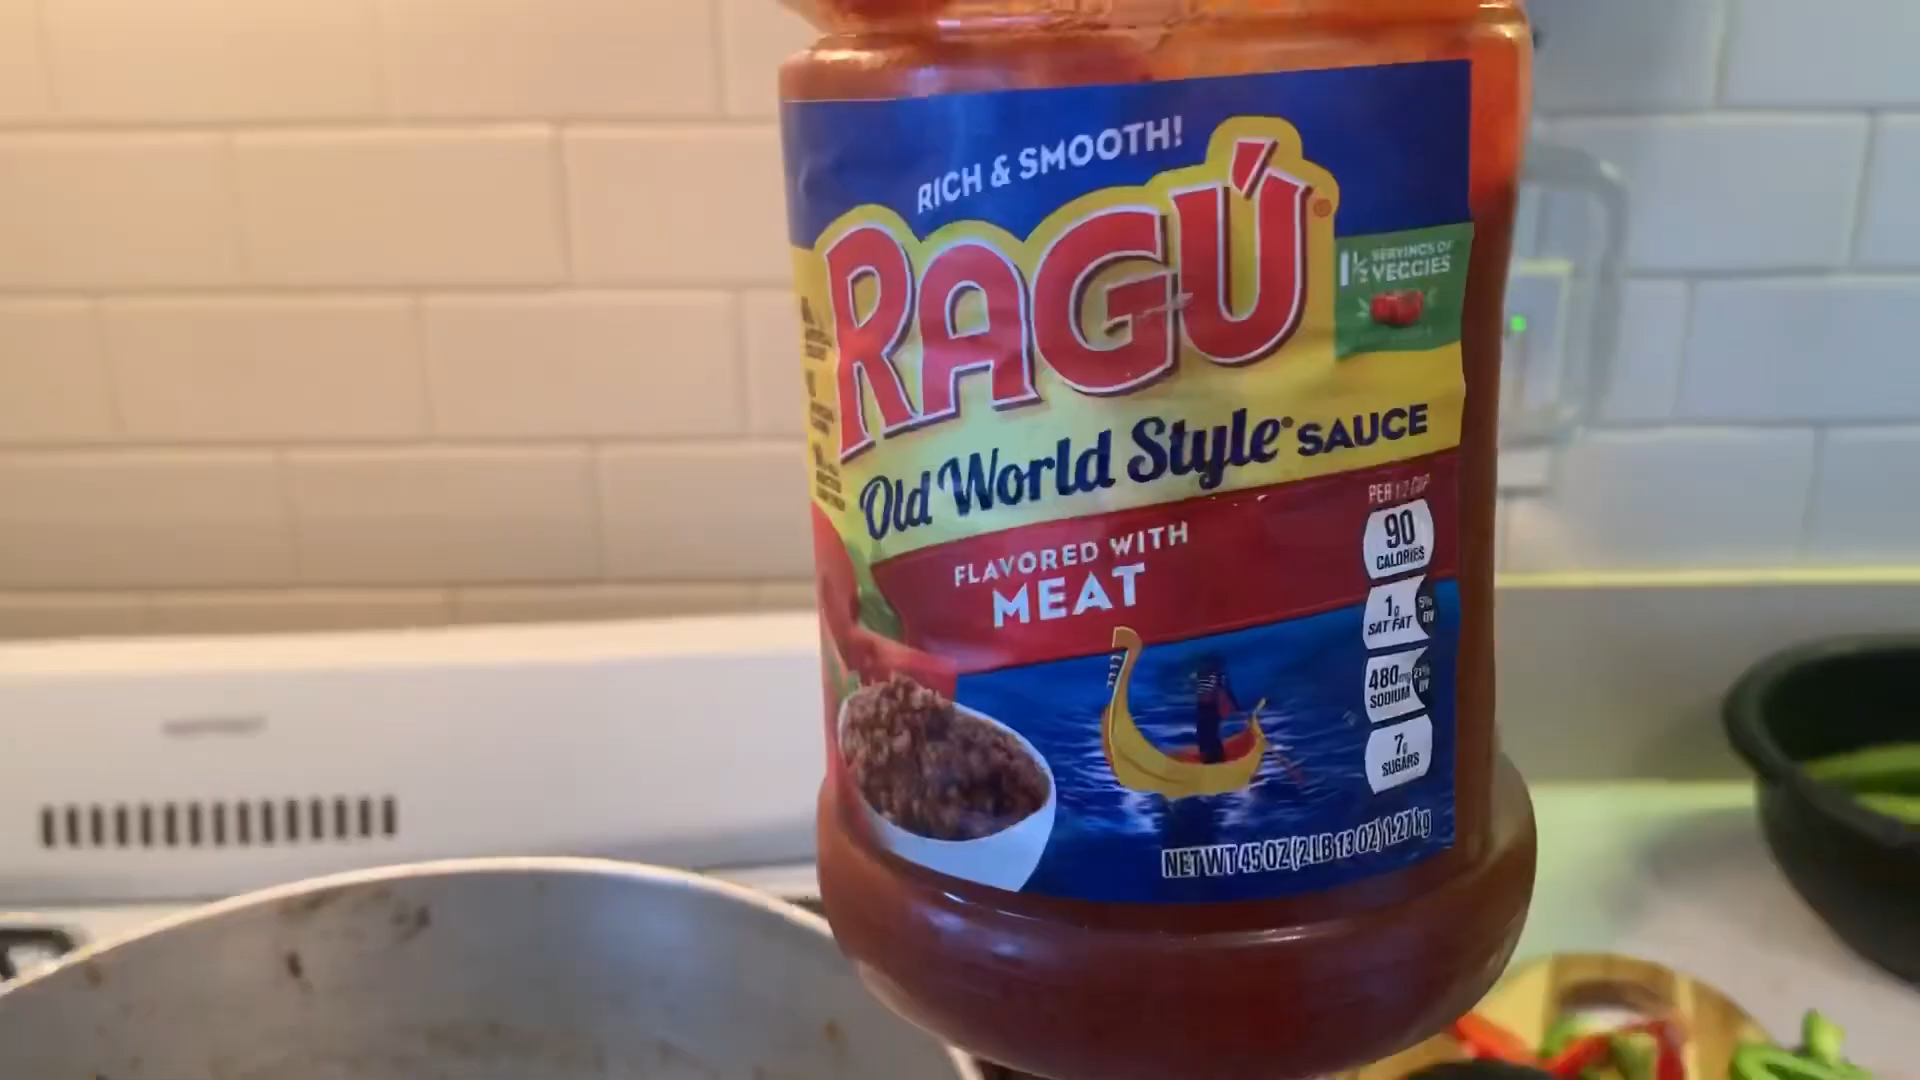 RICH & SMOOTH!
RAGÚ®
1½ SERVINGS OF
VEGGIES
Old World Style® SAUCE
FLAVORED WITH
MEAT
PER 1/2 CUP
90
CALORIES
1g
SAT FAT
5%
DV
480mg
SODIUM
21%
DV
7g
SUGARS
NET WT 45 OZ (2 LB 13 OZ) 1.27 kg